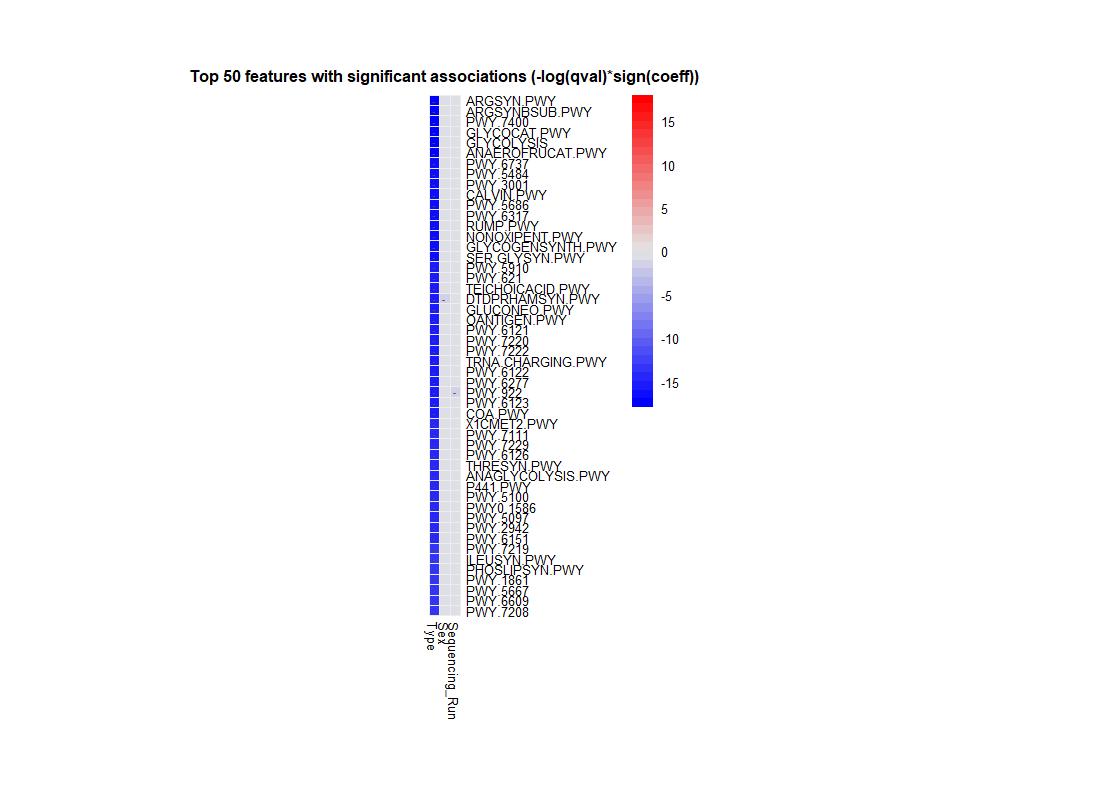 Top 50 features with significant associations (-log(qval)*sign(coeff))
ARGSYN.PWY
ARGSYNBSUB.PWY
PWY.7400
GLYCOCAT.PWY
GLYCOLYSIS
ANAEROFRUCAT.PWY
PWY.6737
PWY.5484
PWY.3001
CALVIN.PWY
PWY.5686
PWY.6317
RUMP.PWY
NONOXIPENT.PWY
GLYCOGENSYNTH.PWY
SER.GLYSYN.PWY
PWY.5910
PWY.621
TEICHOICACID.PWY
- DTDPRHAMSYN.PWY
GLUCONEO.PWY
OANTIGEN.PWY
PWY.6121
PWY.7220
PWY.7222
TRNA.CHARGING.PWY
PWY.6122
PWY.6277
- PWY.922
PWY.6123
COA.PWY
X1CMET2.PWY
PWY.7111
PWY.7229
PWY.6126
THRESYN.PWY
ANAGLYCOLYSIS.PWY
P441.PWY
PWY.5100
PWY0.1586
PWY.5097
PWY.2942
PWY.6151
PWY.7219
ILEUSYN.PWY
PHOSLIPSYN.PWY
PWY.1861
PWY.5667
PWY.6609
PWY.7208
15
10
5
0
-5
-10
-15
Type
Sex
Sequencing_Run